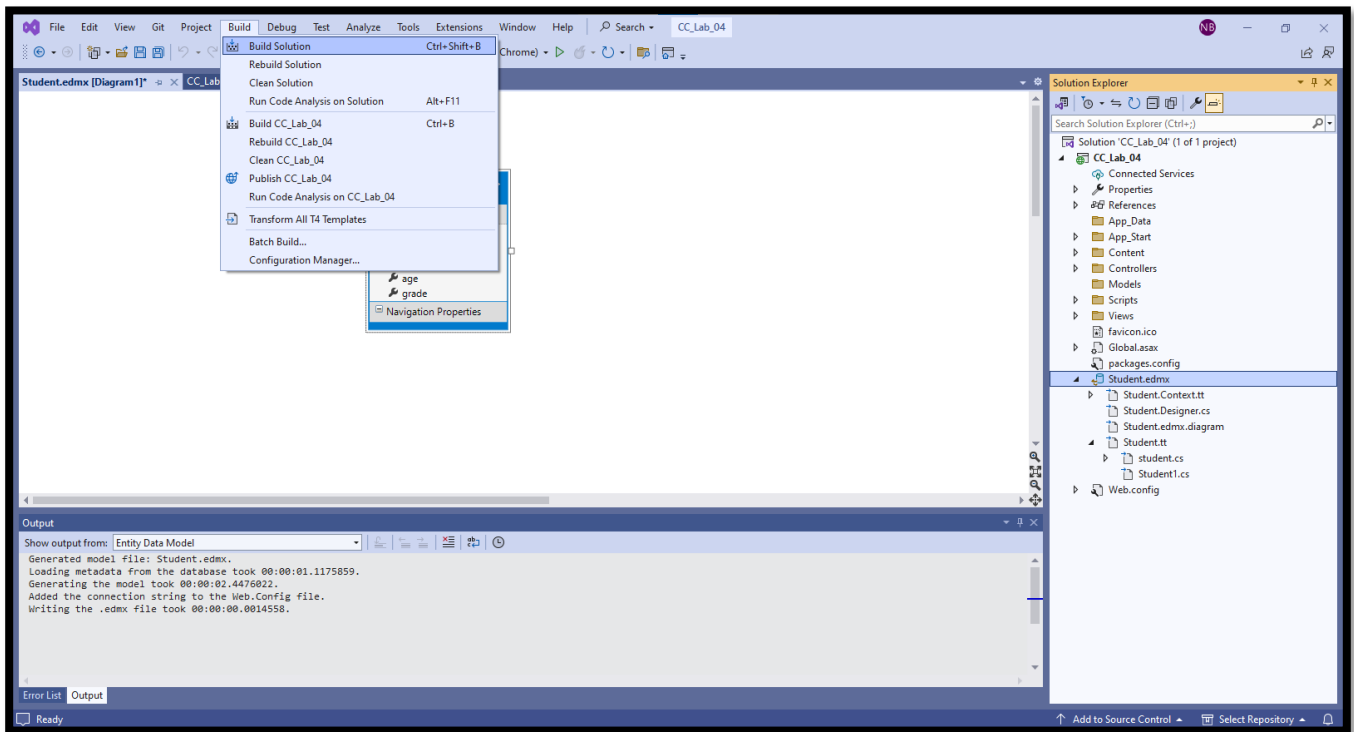 File Edit View Git Project Build Debug Test Analyze Tools Extensions Window Help Search CC_Lab_04 NB
Chrome)
Build Solution Ctrl+Shift+B
Rebuild Solution
Clean Solution
Run Code Analysis on Solution Alt+F11
Build CC_Lab_04 Ctrl+B
Rebuild CC_Lab_04
Clean CC_Lab_04
Publish CC_Lab_04
Run Code Analysis on CC_Lab_04
Transform All T4 Templates
Batch Build...
Configuration Manager...
Student.edmx [Diagram1]* CC_Lab
age
grade
Navigation Properties
Solution Explorer
Search Solution Explorer (Ctrl+;)
Solution 'CC_Lab_04' (1 of 1 project)
CC_Lab_04
Connected Services
Properties
References
App_Data
App_Start
Content
Controllers
Models
Scripts
Views
favicon.ico
Global.asax
packages.config
Student.edmx
Student.Context.tt
Student.Designer.cs
Student.edmx.diagram
Student.tt
student.cs
Student1.cs
Web.config
Output
Show output from: Entity Data Model
Generated model file: Student.edmx.
Loading metadata from the database took 00:00:01.1175859.
Generating the model took 00:00:02.4476022.
Added the connection string to the Web.Config file.
Writing the .edmx file took 00:00:00.0014558.
Error List Output
Ready Add to Source Control Select Repository